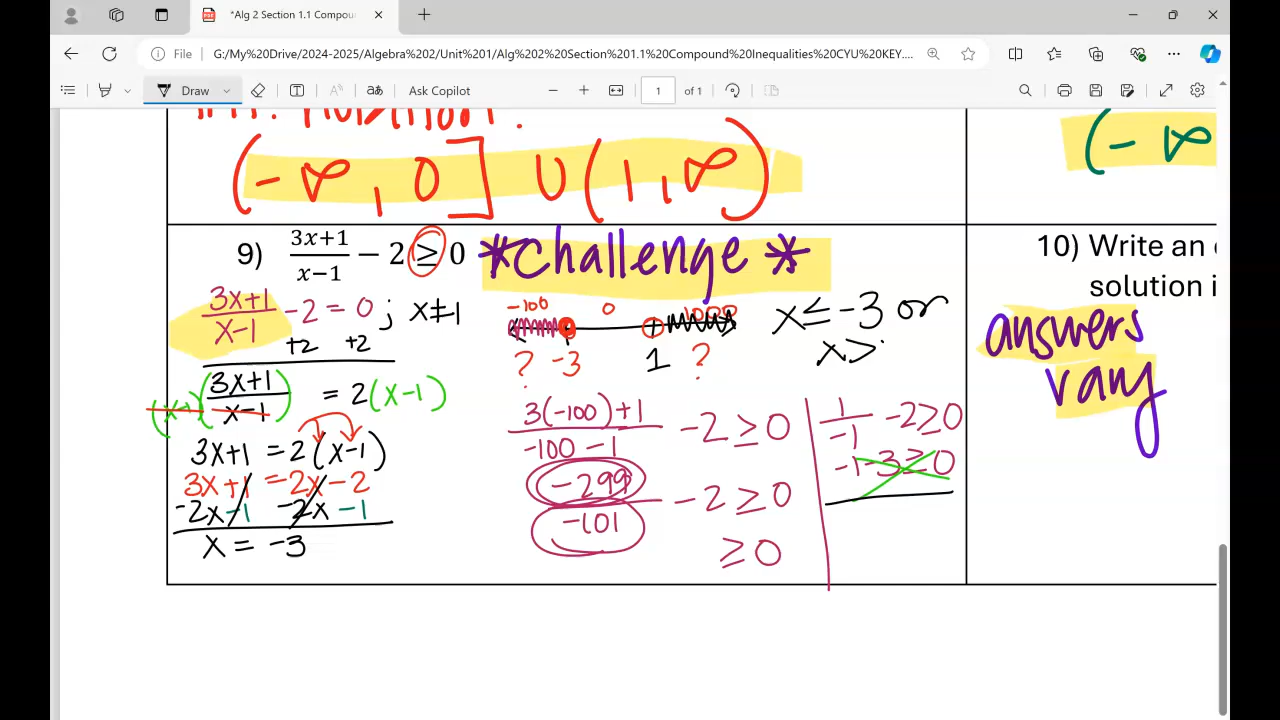 *Alg 2 Section 1.1 Compou
File G:/My%20Drive/2024-2025/Algebra%202/Unit%201/Alg%202%20Section%201.1%20Compound%20Inequalities%20CYU%20KEY....
Draw Ask Copilot 1 of 1
(-∞, 0] ∪ (1, ∞)
(-∞
9) (3x+1)/(x−1) − 2 ≥ 0 *Challenge*
10) Write an
solution i
answers
vary
(3x+1)/(x-1) -2 = 0 ; x≠1
+2 +2
(x-1)((3x+1)/(x-1)) = 2(x-1)
3x+1 = 2(x-1)
3x+1 = 2x-2
-2x-1 -2x -1
x = -3
-100 0 1000
? -3 1 ?
x ≤ -3 or
x >
(3(-100)+1)/(-100-1) -2 ≥ 0
-299/-101 -2 ≥ 0
≥ 0
1/-1 -2 ≥ 0
-1-3 ≥ 0